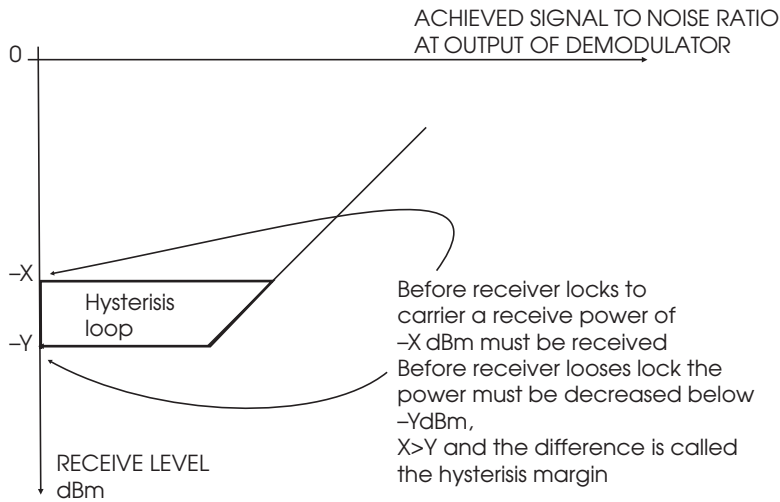 ACHIEVED SIGNAL TO NOISE RATIO
AT OUTPUT OF DEMODULATOR
0
–X
Hysterisis
loop
–Y
Before receiver locks to
carrier a receive power of
–X dBm must be received
Before receiver looses lock the
power must be decreased below
–YdBm,
X>Y and the difference is called
the hysterisis margin
RECEIVE LEVEL
dBm